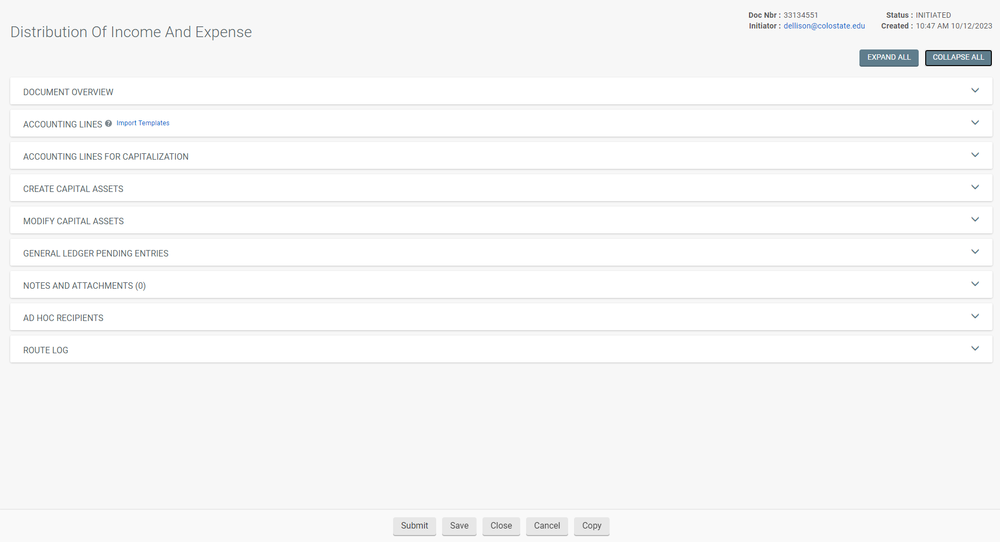 Doc Nbr : 33134551 Status : INITIATED
Initiator : dellison@colostate.edu Created : 10:47 AM 10/12/2023
Distribution Of Income And Expense
EXPAND ALL COLLAPSE ALL
DOCUMENT OVERVIEW
ACCOUNTING LINES ? Import Templates
ACCOUNTING LINES FOR CAPITALIZATION
CREATE CAPITAL ASSETS
MODIFY CAPITAL ASSETS
GENERAL LEDGER PENDING ENTRIES
NOTES AND ATTACHMENTS (0)
AD HOC RECIPIENTS
ROUTE LOG
Submit Save Close Cancel Copy